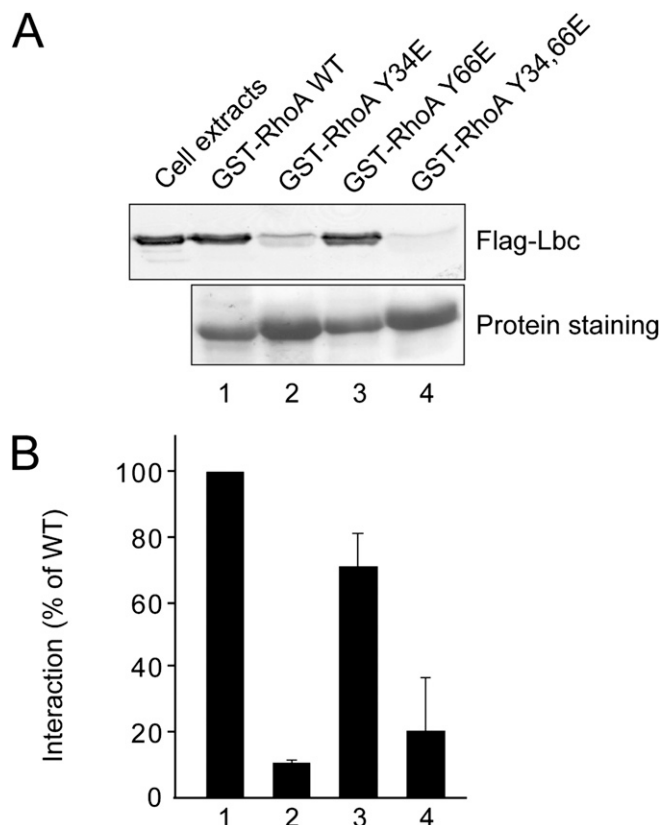 A
Cell extracts
GST-RhoA WT
GST-RhoA Y34E
GST-RhoA Y66E
GST-RhoA Y34,66E
Flag-Lbc
Protein staining
1 2 3 4
B
Interaction (% of WT)
100
80
60
40
20
0
1 2 3 4